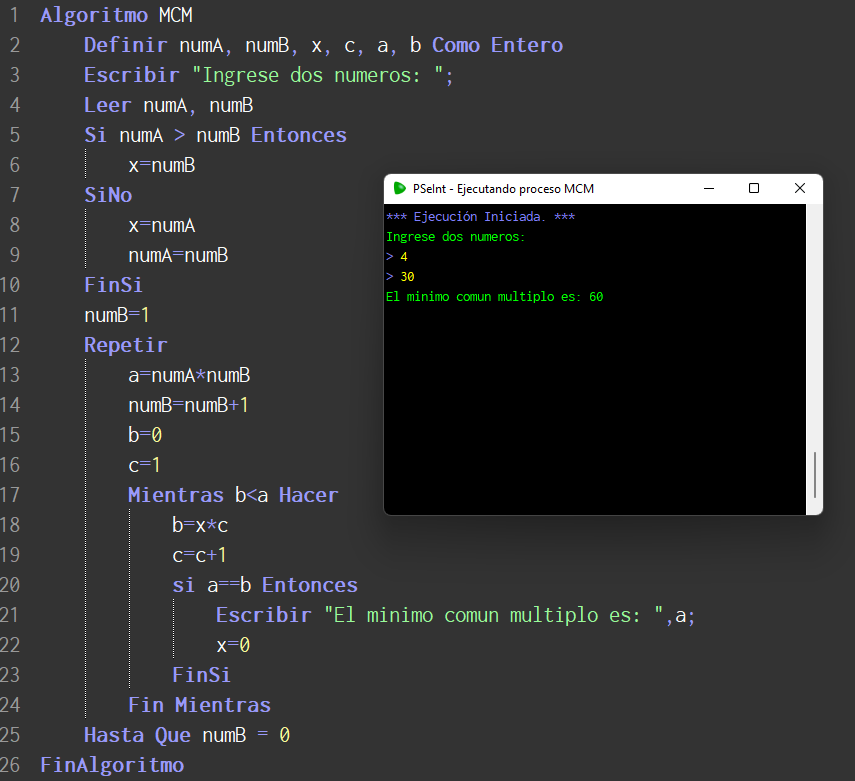 1 Algoritmo MCM
2 Definir numA, numB, x, c, a, b Como Entero
3 Escribir "Ingrese dos numeros: ";
4 Leer numA, numB
5 Si numA > numB Entonces
6 x=numB
7 SiNo
8 x=numA
9 numA=numB
10 FinSi
11 numB=1
12 Repetir
13 a=numA*numB
14 numB=numB+1
15 b=0
16 c=1
17 Mientras b<a Hacer
18 b=x*c
19 c=c+1
20 si a==b Entonces
21 Escribir "El minimo comun multiplo es: ",a;
22 x=0
23 FinSi
24 Fin Mientras
25 Hasta Que numB = 0
26 FinAlgoritmo
PSeInt - Ejecutando proceso MCM
*** Ejecución Iniciada. ***
Ingrese dos numeros:
> 4
> 30
El minimo comun multiplo es: 60